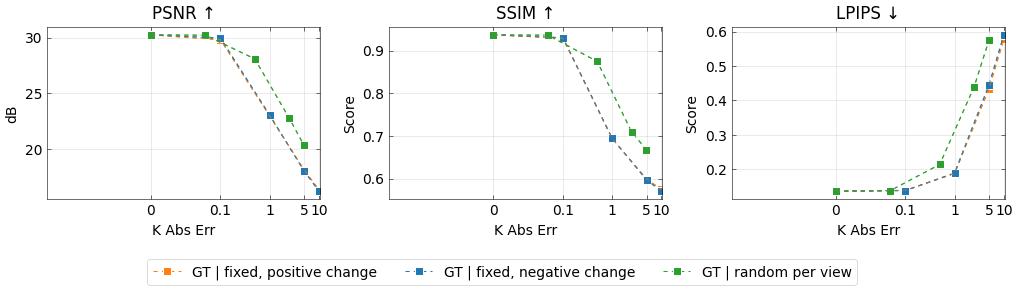 PSNR ↑
dB
30
25
20
0 0.1 1 5 10
K Abs Err
SSIM ↑
Score
0.9
0.8
0.7
0.6
0 0.1 1 5 10
K Abs Err
LPIPS ↓
Score
0.6
0.5
0.4
0.3
0.2
0 0.1 1 5 10
K Abs Err
GT | fixed, positive change GT | fixed, negative change GT | random per view